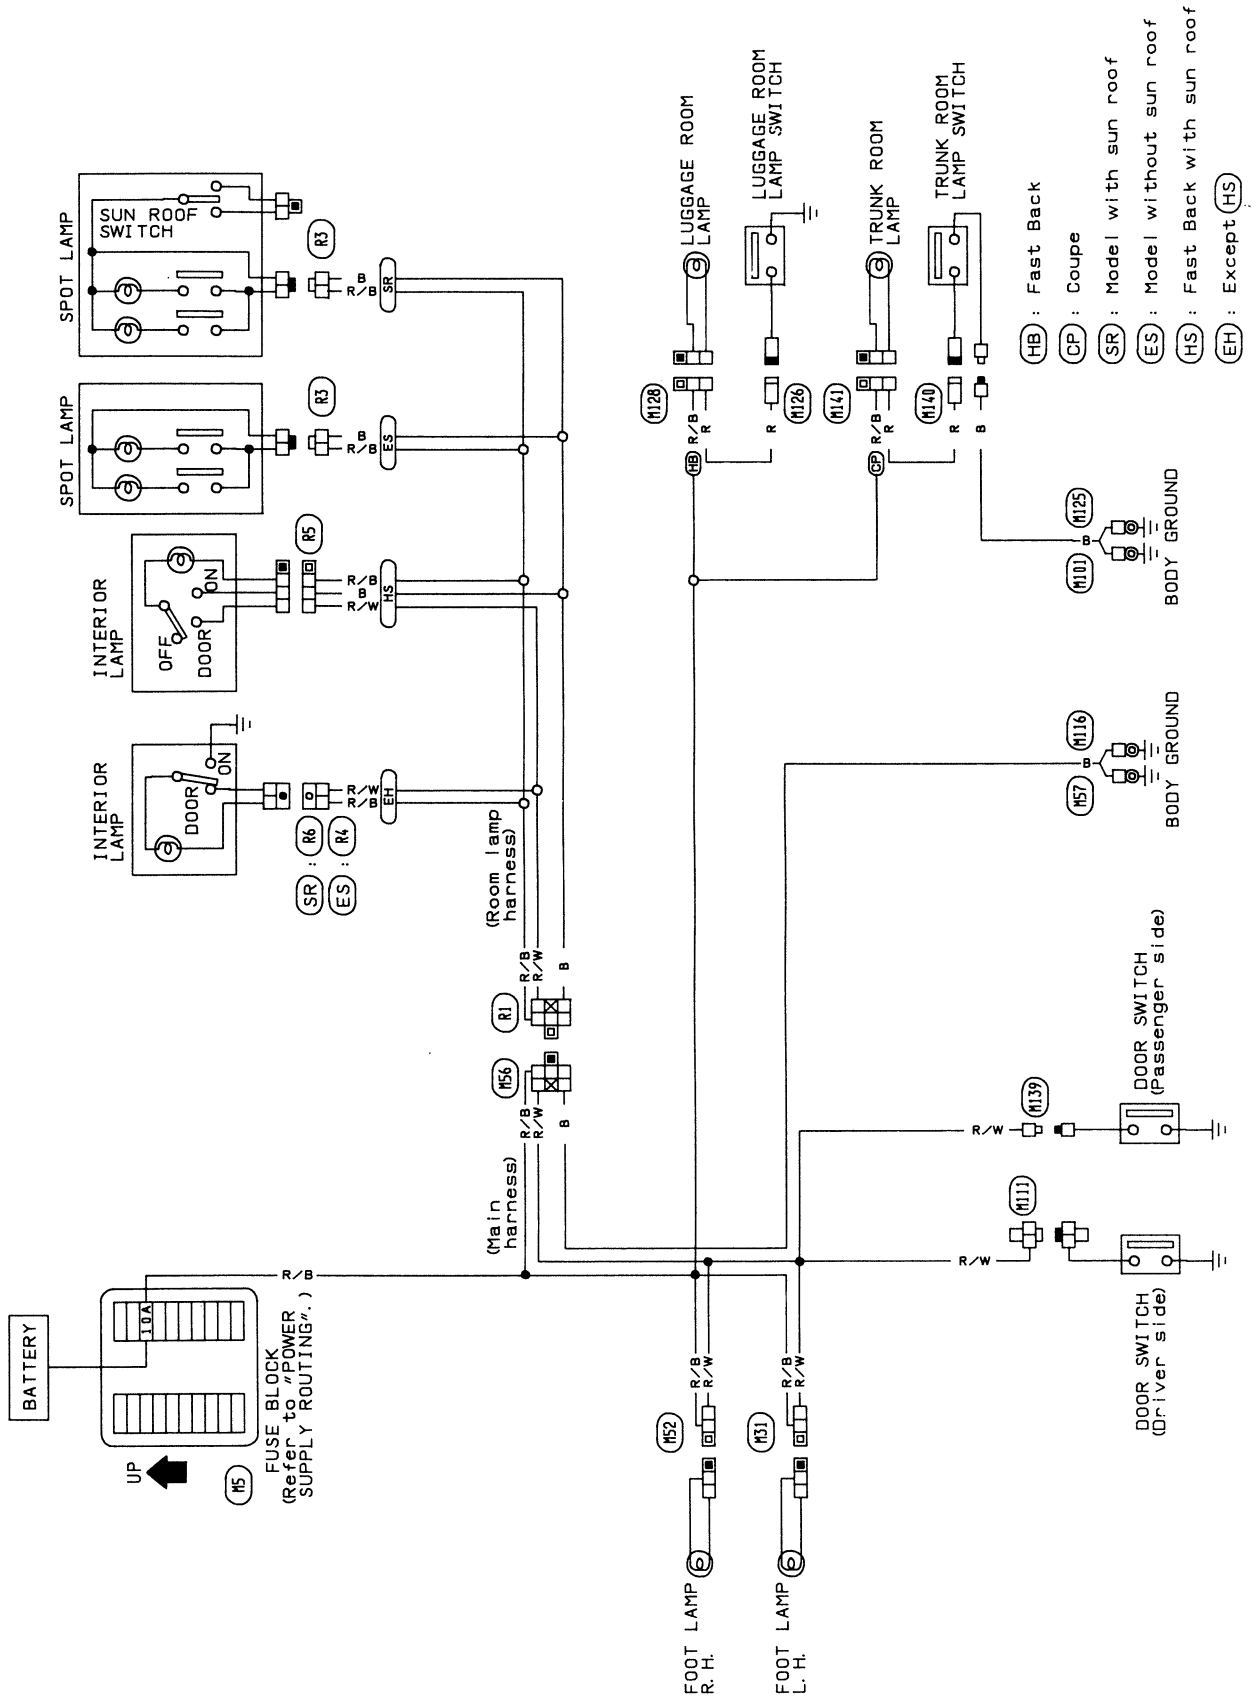 BATTERY
10A
UP
M5
FUSE BLOCK
(Refer to "POWER
SUPPLY ROUTING".)
R/B
INTERIOR
LAMP
DOOR
ON
SR : R6
ES : R4
R/W
R/B
EH
INTERIOR
LAMP
OFF
DOOR
ON
R5
R/B
B
R/W
HS
SPOT LAMP
R3
B
R/B
ES
SPOT LAMP
SUN ROOF
SWITCH
R3
B
R/B
SR
(Main
harness)
(Room lamp
harness)
M56
R1
R/B
R/W
B
R/B
R/W
B
FOOT LAMP
R. H.
M52
R/B
R/W
FOOT LAMP
L. H.
M31
R/B
R/W
DOOR SWITCH
(Driver side)
M111
R/W
DOOR SWITCH
(Passenger side)
M139
R/W
M57
M116
B
BODY GROUND
M101
M125
B
BODY GROUND
HB
R/B
R
M128
LUGGAGE ROOM
LAMP
R
M126
LUGGAGE ROOM
LAMP SWITCH
CP
R/B
R
M141
TRUNK ROOM
LAMP
R
M140
B
TRUNK ROOM
LAMP SWITCH
HB : Fast Back
CP : Coupe
SR : Model with sun roof
ES : Model without sun roof
HS : Fast Back with sun roof
EH : Except HS